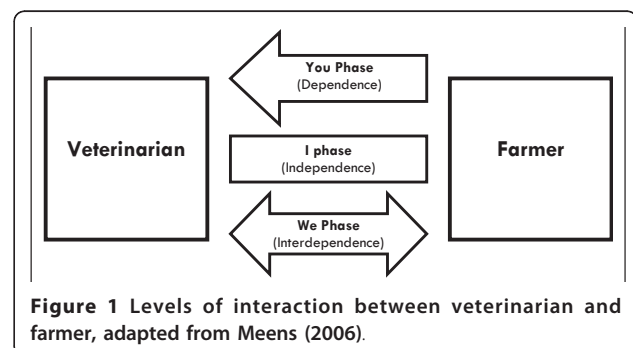 You Phase
(Dependence)
Veterinarian
I phase
(Independence)
Farmer
We Phase
(Interdependence)
Figure 1 Levels of interaction between veterinarian and
farmer, adapted from Meens (2006).